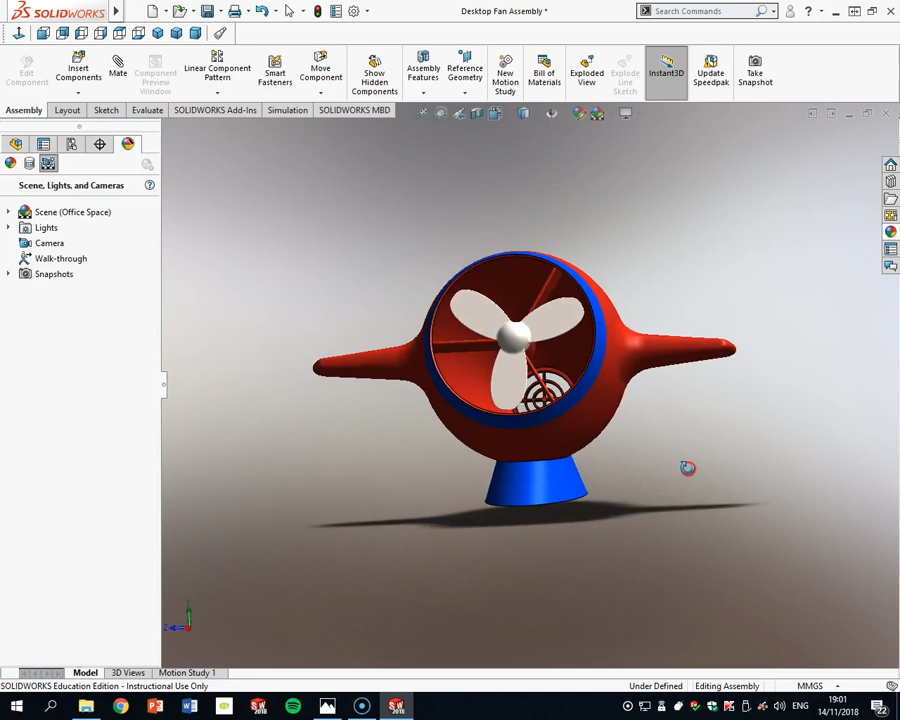 SOLIDWORKS
Desktop Fan Assembly *
Search Commands
Edit Component
Insert Components
Mate
Component Preview Window
Linear Component Pattern
Smart Fasteners
Move Component
Show Hidden Components
Assembly Features
Reference Geometry
New Motion Study
Bill of Materials
Exploded View
Explode Line Sketch
Instant3D
Update Speedpak
Take Snapshot
Assembly Layout Sketch Evaluate SOLIDWORKS Add-Ins Simulation SOLIDWORKS MBD
Scene, Lights, and Cameras
Scene (Office Space)
Lights
Camera
Walk-through
Snapshots
Model 3D Views Motion Study 1
SOLIDWORKS Education Edition - Instructional Use Only
Under Defined Editing Assembly MMGS
ENG
19:01
14/11/2018
22